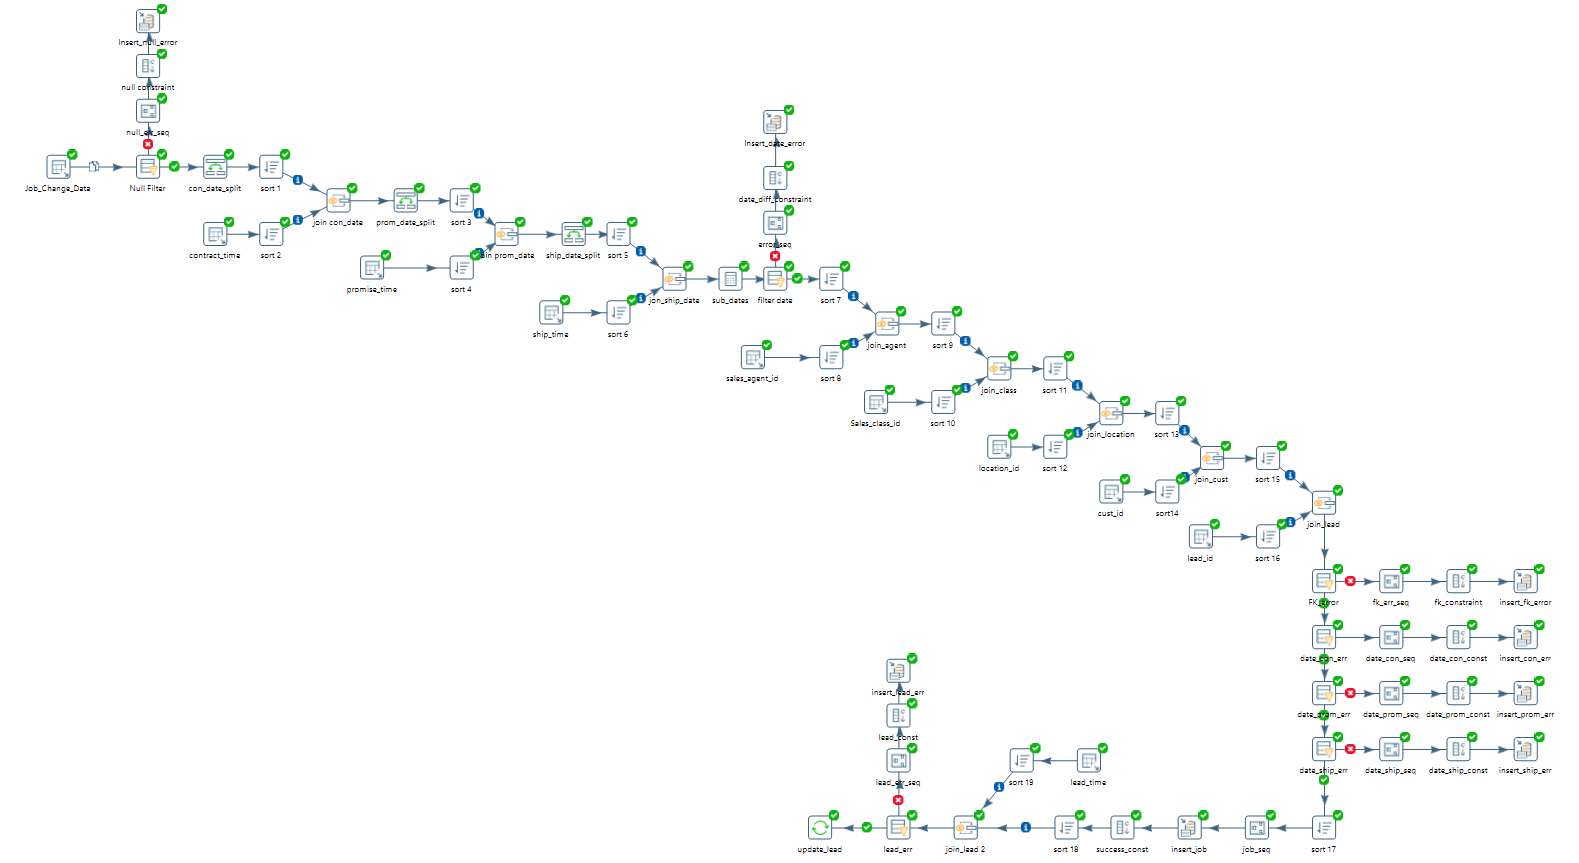 Insert_null_error
null constraint
null_err_seq
Job_Change_Data
Null Filter
con_date_split
sort 1
contract_time
sort 2
join con_date
prom_date_split
sort 3
promise_time
sort 4
join prom_date
ship_date_split
sort 5
ship_time
sort 6
jon_ship_date
sub_dates
Insert_date_error
date_diff_constraint
error_seq
filter date
sort 7
sales_agent_id
sort 8
join_agent
sort 9
Sales_class_id
sort 10
join_class
sort 11
location_id
sort 12
join_location
sort 13
cust_id
sort14
join_cust
sort 15
lead_id
sort 16
join_lead
FK_error
fk_err_seq
fk_constraint
insert_fk_error
date_con_err
date_con_seq
date_con_const
insert_con_err
date_prom_err
date_prom_seq
date_prom_const
insert_prom_err
date_ship_err
date_ship_seq
date_ship_const
insert_ship_err
insert_lead_err
lead_const
lead_err_seq
sort 19
lead_time
update_lead
lead_err
join_lead 2
sort 18
success_const
insert_job
job_seq
sort 17